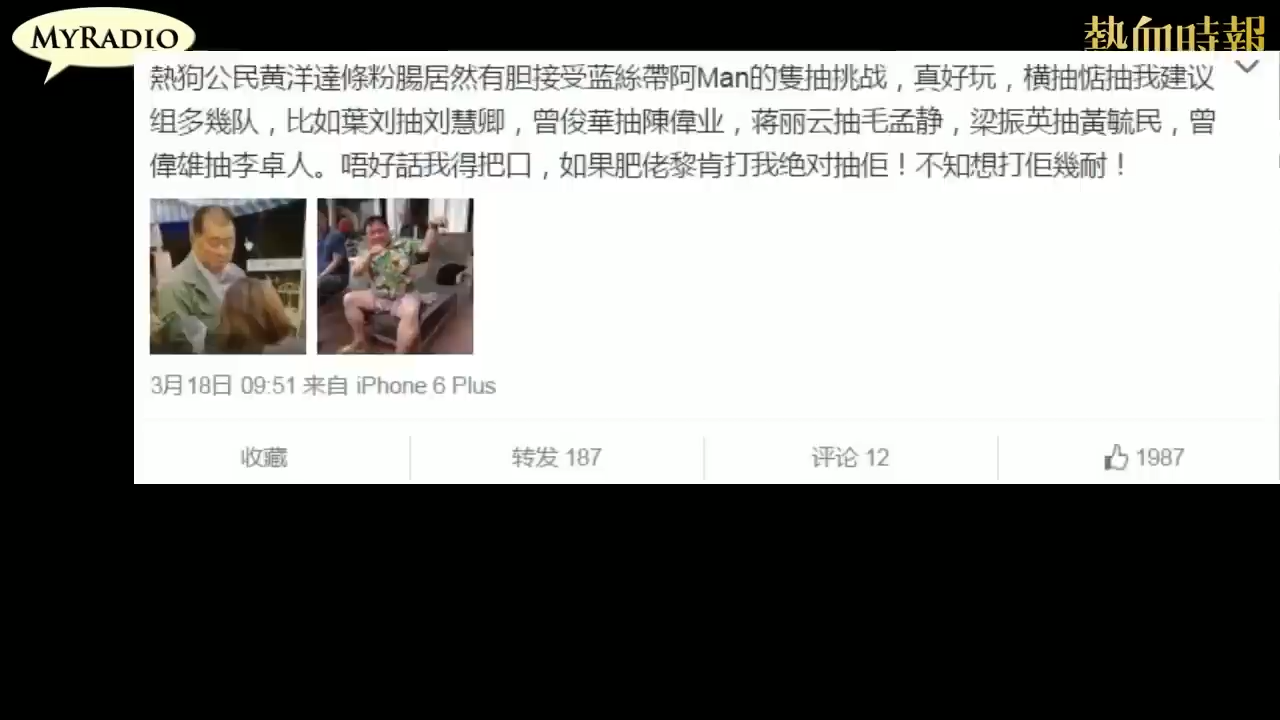 MYRADIO
熱血時報
熱狗公民黄洋達條粉腸居然有胆接受蓝絲帶阿Man的隻抽挑战，真好玩，横抽惦抽我建议
组多幾队，比如葉刘抽刘慧卿，曾俊華抽陳偉业，蒋丽云抽毛孟静，梁振英抽黃毓民，曾
偉雄抽李卓人。唔好話我得把口，如果肥佬黎肯打我绝对抽佢！不知想打佢幾耐！
3月18日 09:51 来自 iPhone 6 Plus
收藏 转发 187 评论 12 1987